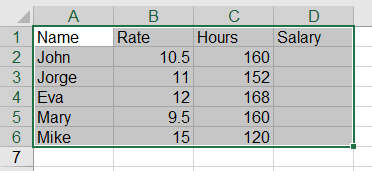 A B C D
1 Name Rate Hours Salary
2 John 10.5 160
3 Jorge 11 152
4 Eva 12 168
5 Mary 9.5 160
6 Mike 15 120
7